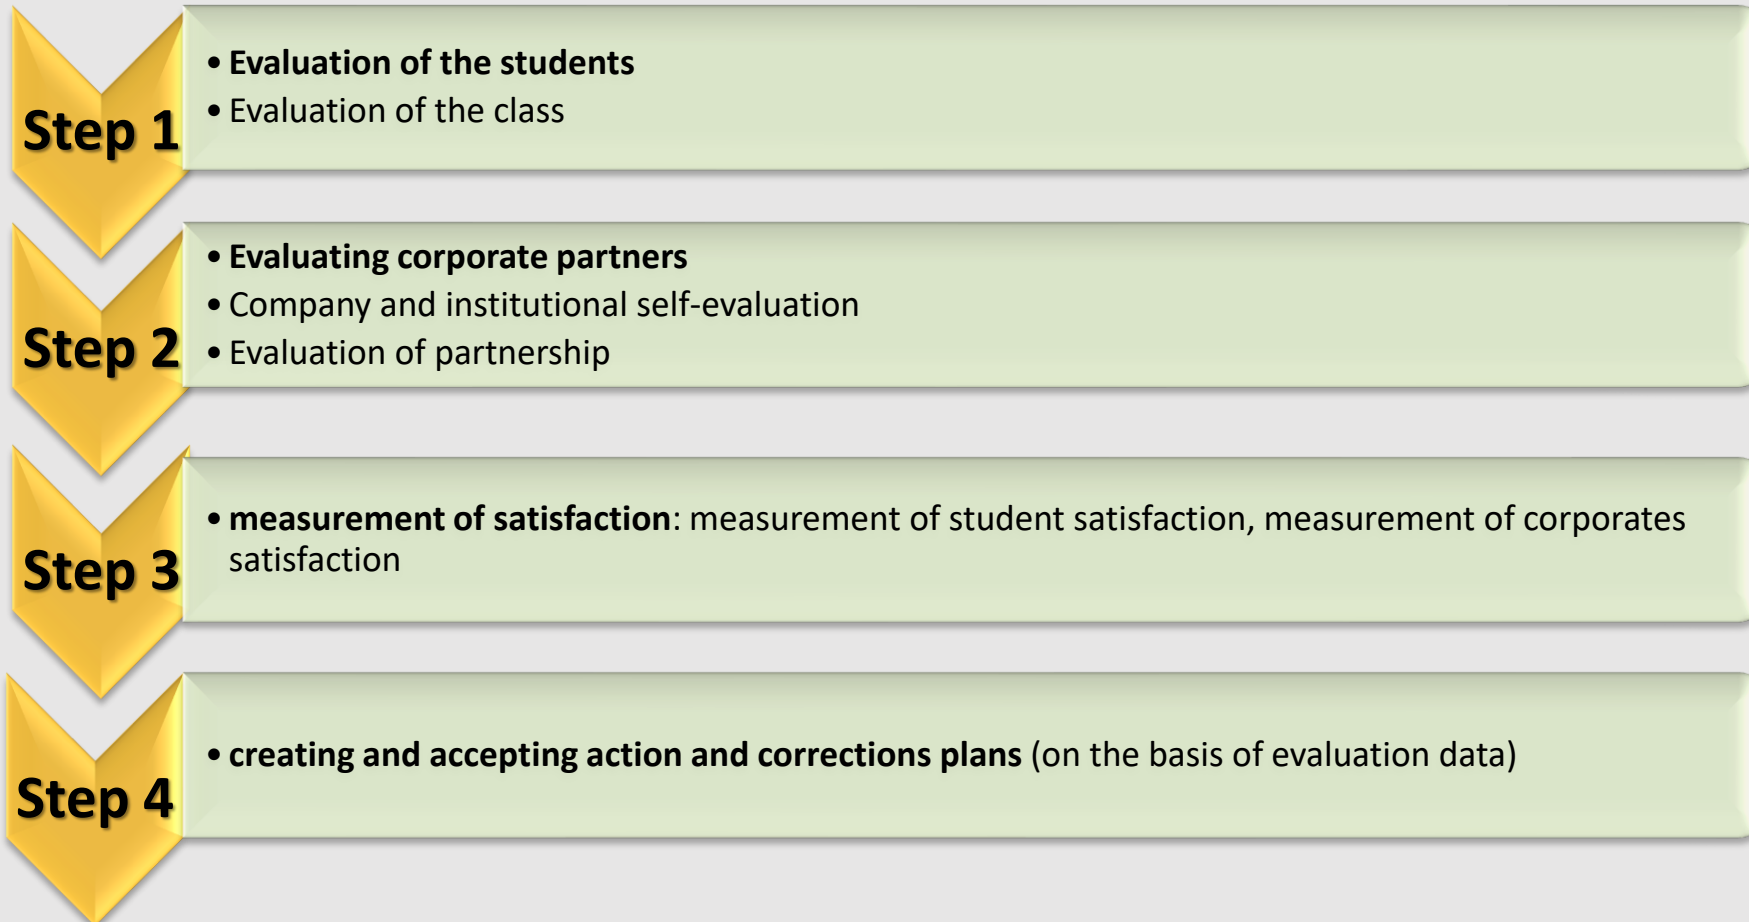 Step 1
• Evaluation of the students
• Evaluation of the class
Step 2
• Evaluating corporate partners
• Company and institutional self-evaluation
• Evaluation of partnership
Step 3
• measurement of satisfaction: measurement of student satisfaction, measurement of corporates
satisfaction
Step 4
• creating and accepting action and corrections plans (on the basis of evaluation data)